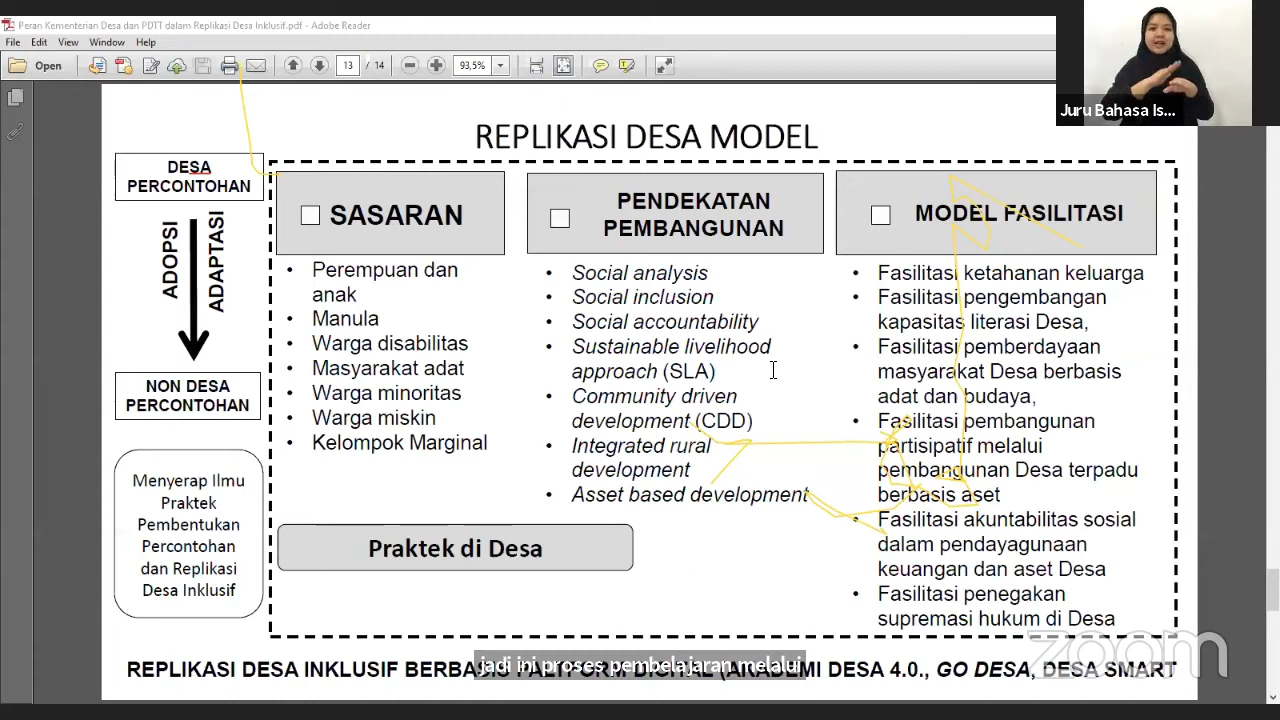 Peran Kementerian Desa dan PDTT dalam Replikasi Desa Inklusif.pdf - Adobe Reader
File Edit View Window Help
Open 13 / 14 93,5%
Juru Bahasa Is...
REPLIKASI DESA MODEL
DESA
PERCONTOHAN
ADOPSI
ADAPTASI
NON DESA
PERCONTOHAN
Menyerap Ilmu
Praktek
Pembentukan
Percontohan
dan Replikasi
Desa Inklusif
SASARAN
• Perempuan dan
anak
• Manula
• Warga disabilitas
• Masyarakat adat
• Warga minoritas
• Warga miskin
• Kelompok Marginal
PENDEKATAN
PEMBANGUNAN
• Social analysis
• Social inclusion
• Social accountability
• Sustainable livelihood
approach (SLA)
• Community driven
development (CDD)
• Integrated rural
development
• Asset based development
Praktek di Desa
MODEL FASILITASI
• Fasilitasi ketahanan keluarga
• Fasilitasi pengembangan
kapasitas literasi Desa,
• Fasilitasi pemberdayaan
masyarakat Desa berbasis
adat dan budaya,
• Fasilitasi pembangunan
partisipatif melalui
pembangunan Desa terpadu
berbasis aset
• Fasilitasi akuntabilitas sosial
dalam pendayagunaan
keuangan dan aset Desa
• Fasilitasi penegakan
supremasi hukum di Desa
zoom
REPLIKASI DESA INKLUSIF BERBASIS PALTFORM DIGITAL (AKADEMI DESA 4.0., GO DESA, DESA SMART
jadi ini proses pembelajaran melalui